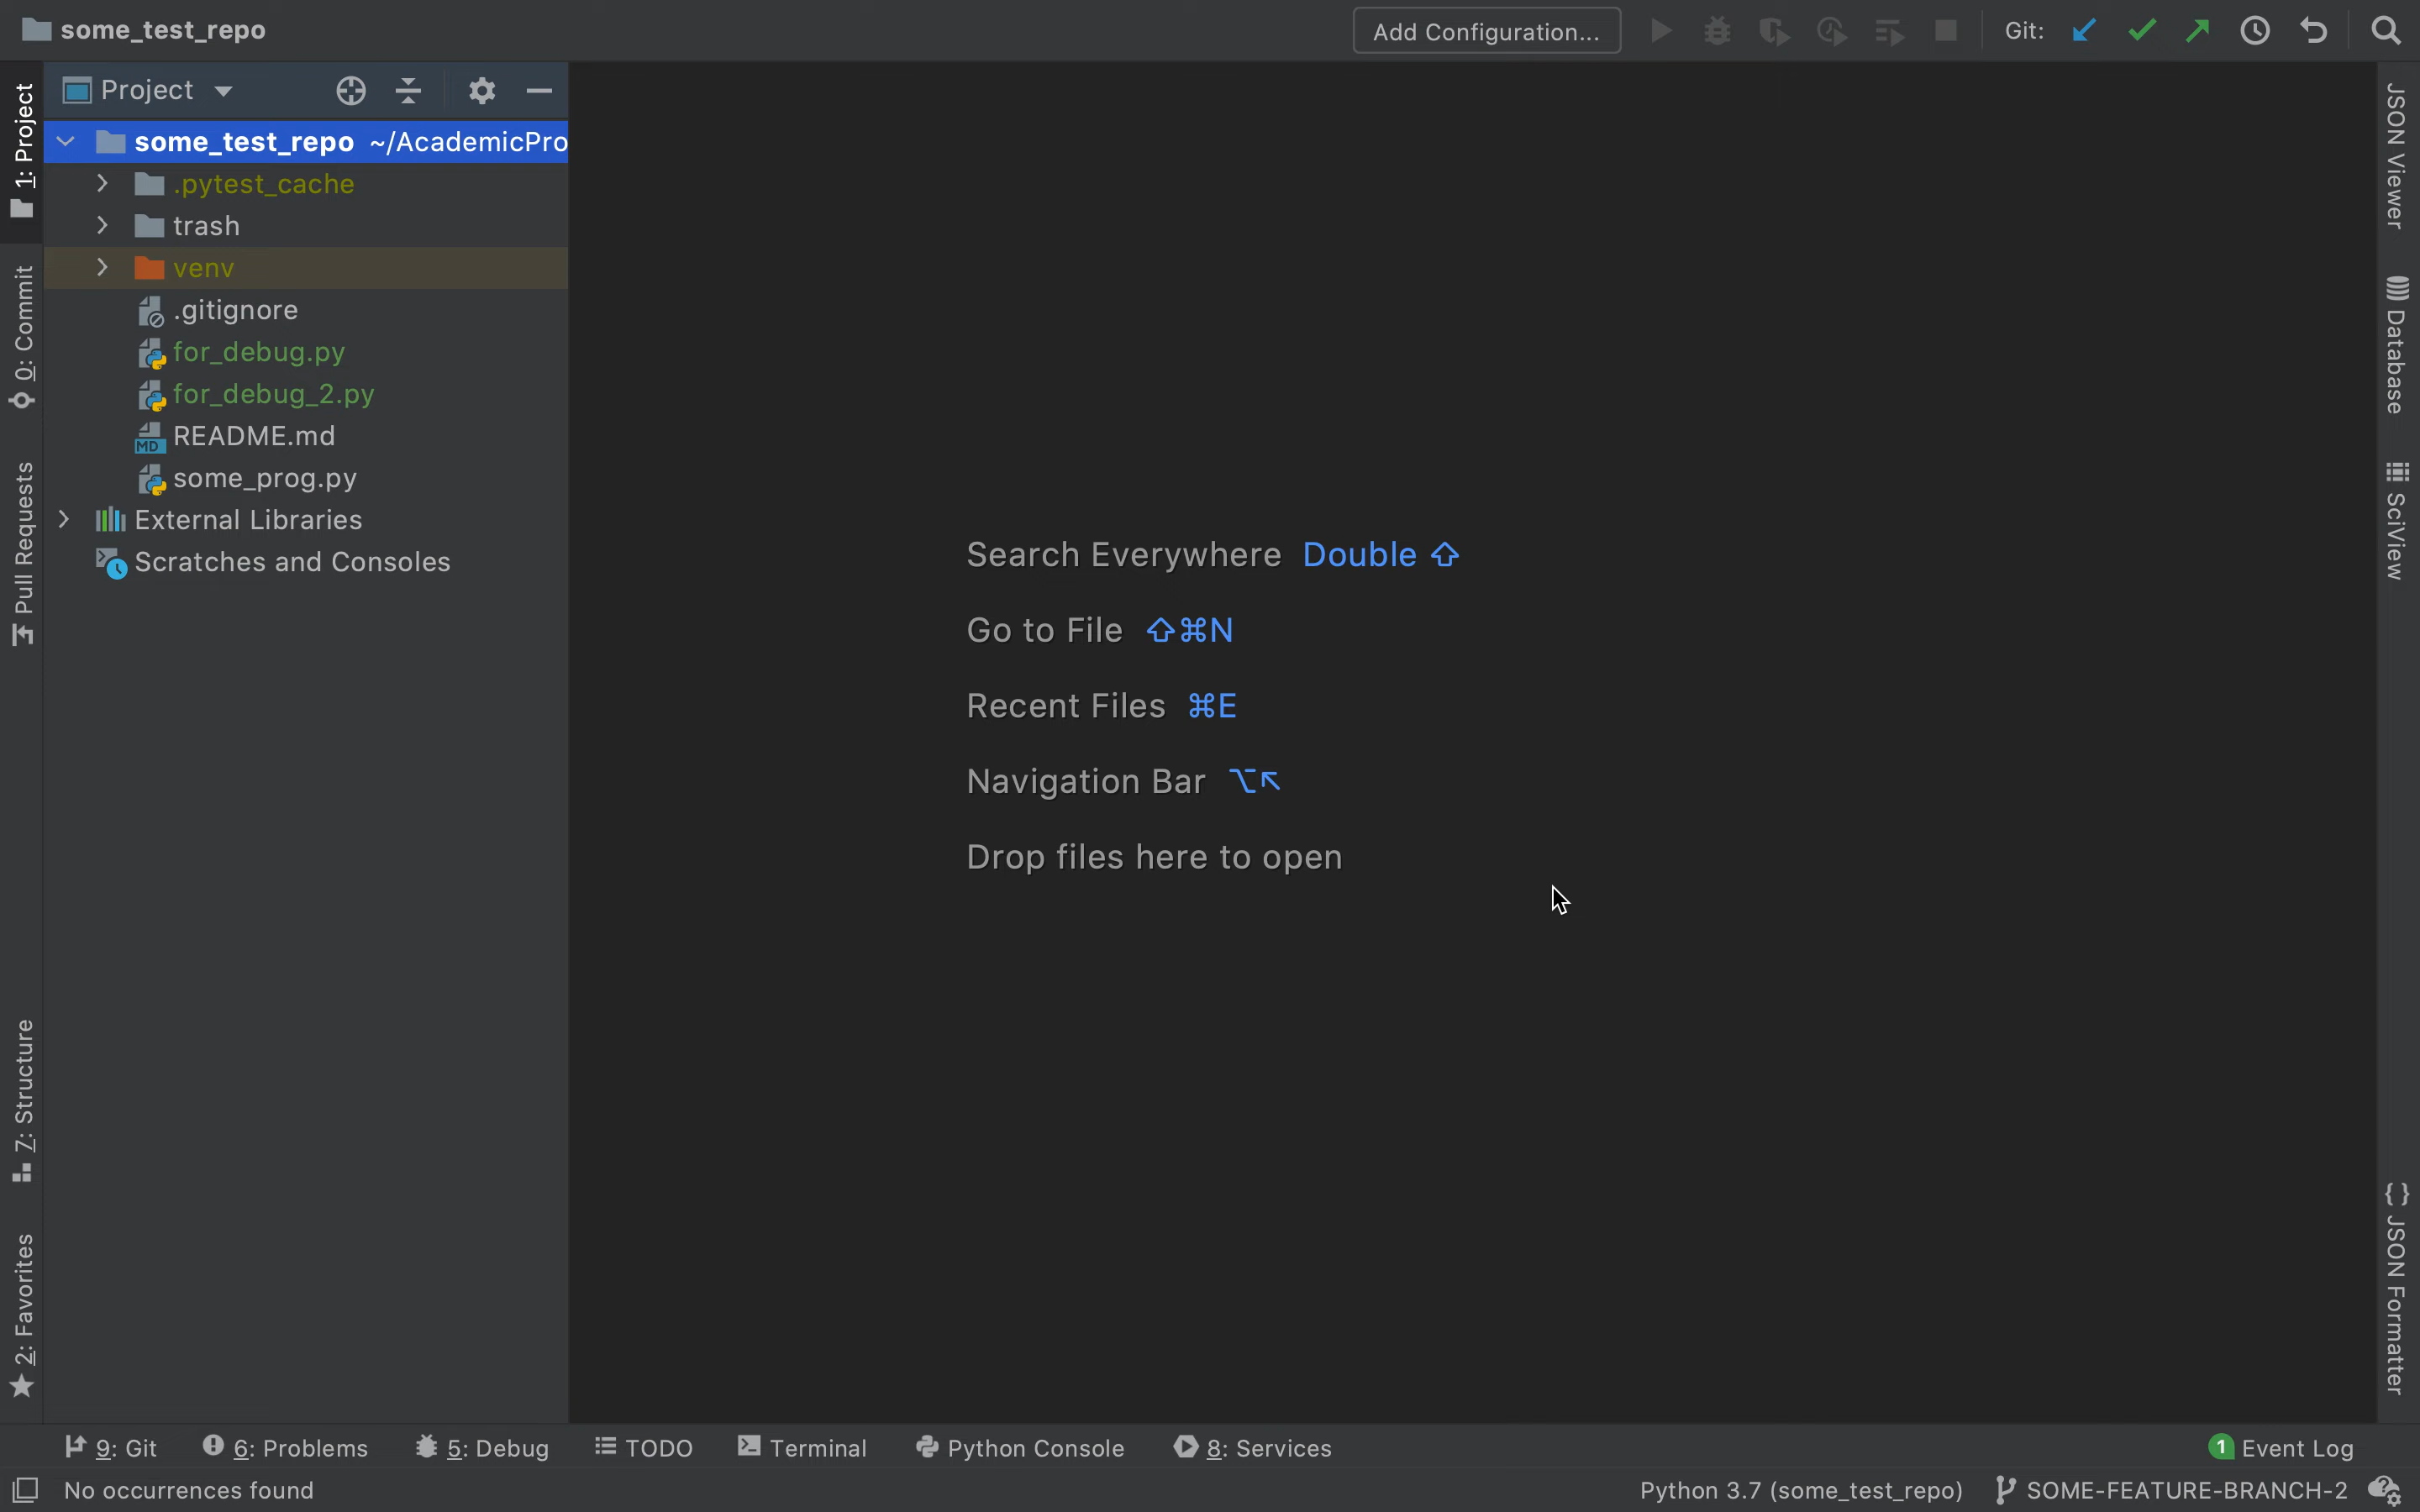 some_test_repo
Add Configuration...
Git:
Project
some_test_repo ~/AcademicPro
.pytest_cache
trash
venv
.gitignore
for_debug.py
for_debug_2.py
MD README.md
some_prog.py
External Libraries
Scratches and Consoles
1: Project
0: Commit
Pull Requests
7: Structure
2: Favorites
Search Everywhere Double ⇧
Go to File ⇧⌘N
Recent Files ⌘E
Navigation Bar ⌥↖
Drop files here to open
JSON Viewer
Database
SciView
{} JSON Formatter
9: Git
6: Problems
5: Debug
TODO
Terminal
Python Console
8: Services
1 Event Log
No occurrences found
Python 3.7 (some_test_repo)
SOME-FEATURE-BRANCH-2